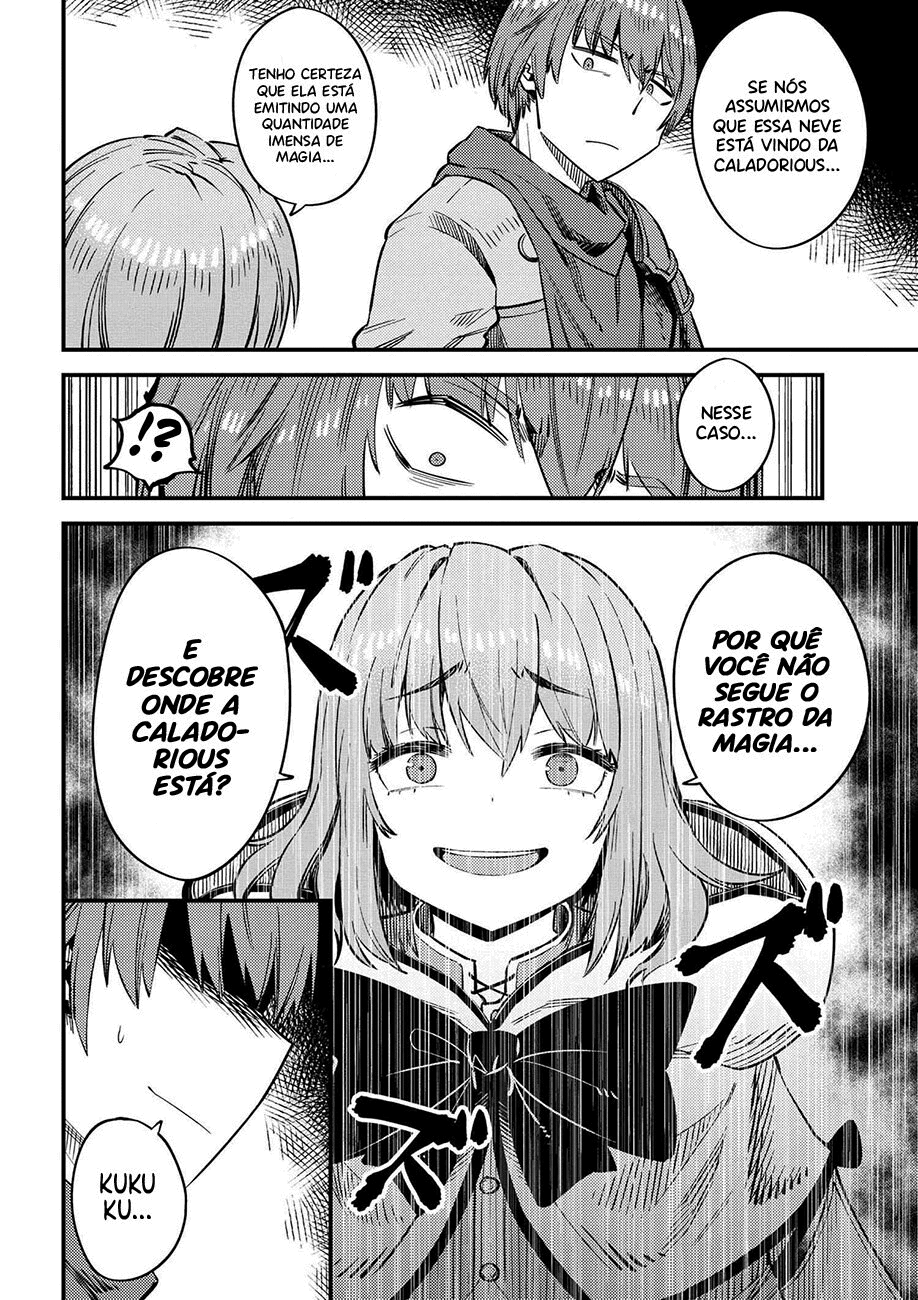 SE NÓS
ASSUMIRMOS
QUE ESSA NEVE
ESTÁ VINDO DA
CALADORIOUS...
TENHO CERTEZA
QUE ELA ESTÁ
EMITINDO UMA
QUANTIDADE
IMENSA DE
MAGIA...
NESSE
CASO...
!?
POR QUÊ
VOCÊ NÃO
SEGUE O
RASTRO DA
MAGIA...
ズ
E
DESCOBRE
ONDE A
CALADO-
RIOUS
ESTÁ?
ズ
ズ
KUKU
KU...